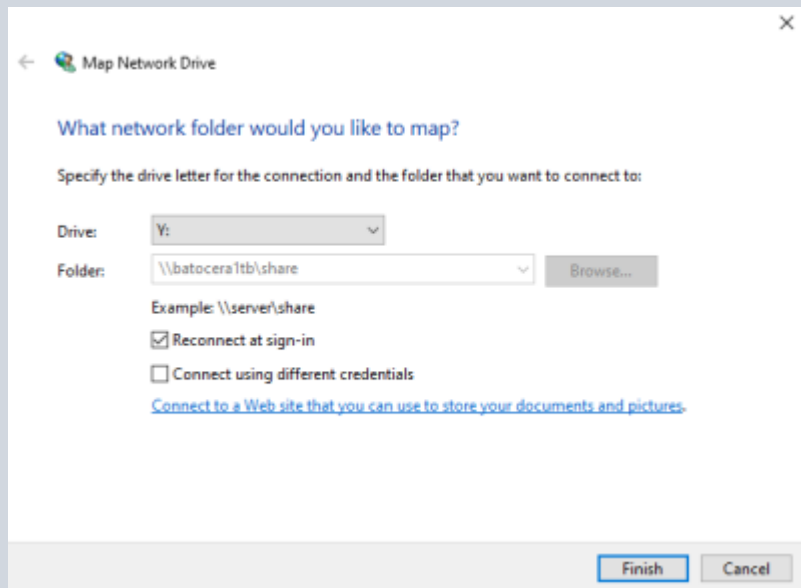 Map Network Drive
What network folder would you like to map?
Specify the drive letter for the connection and the folder that you want to connect to:
Drive: Y:
Folder: \\batocera1tb\share Browse...
Example: \\server\share
Reconnect at sign-in
Connect using different credentials
Connect to a Web site that you can use to store your documents and pictures.
Finish Cancel